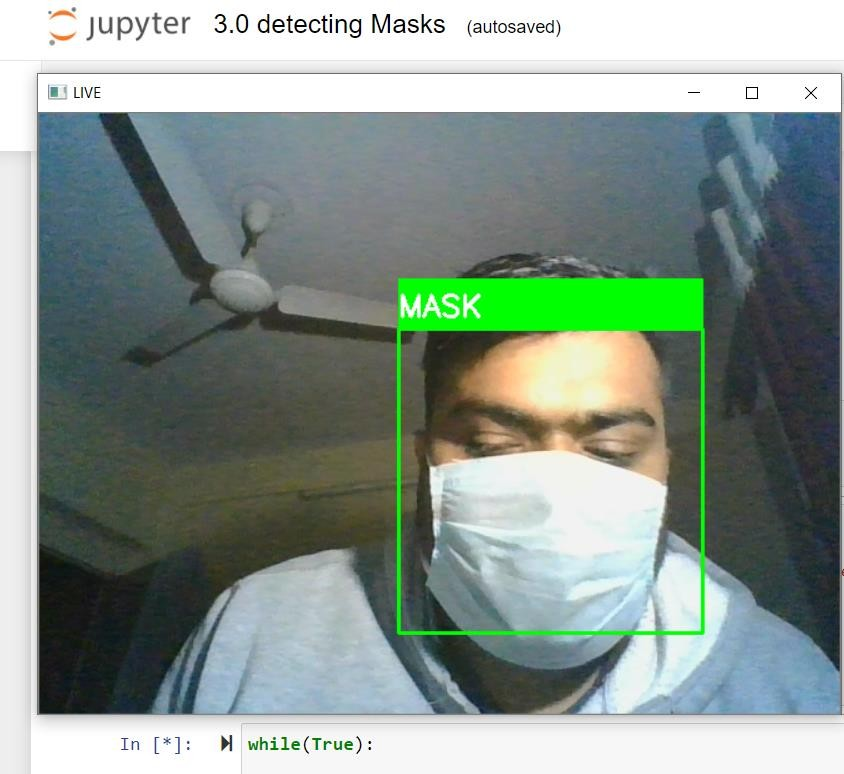 jupyter 3.0 detecting Masks (autosaved)
LIVE
MASK
In [*]: while(True):